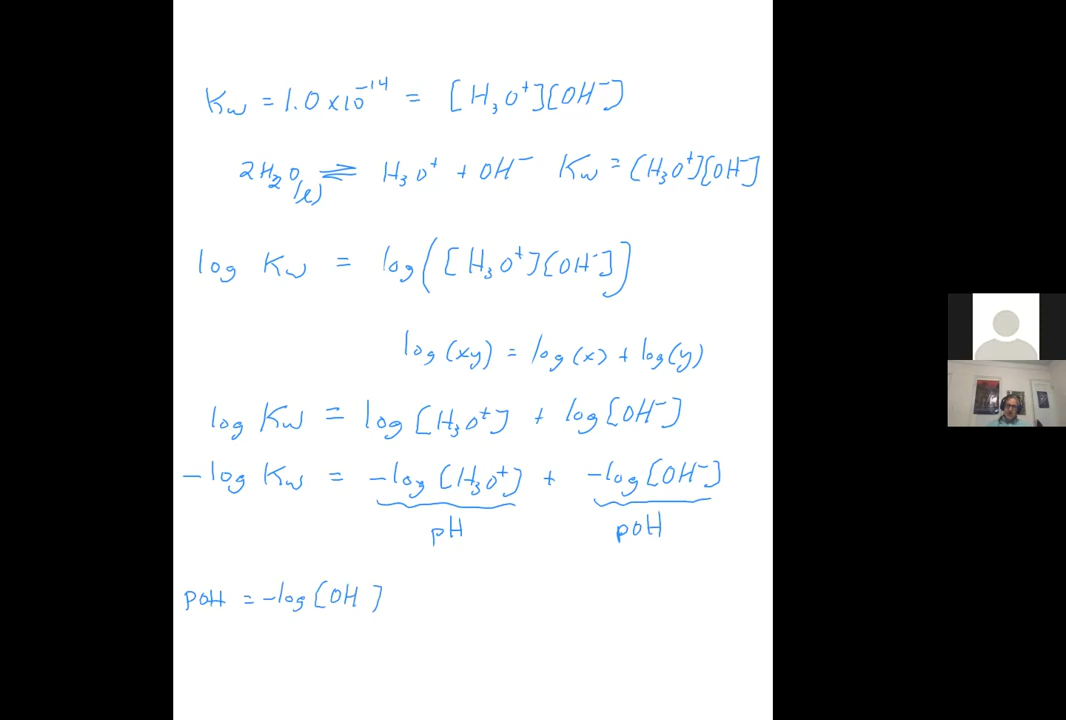 Kw = 1.0 x10⁻¹⁴ = [H₃O⁺][OH⁻]
2H₂O(l) ⇌ H₃O⁺ + OH⁻ Kw = [H₃O⁺][OH⁻]
log Kw = log([H₃O⁺][OH⁻])
log(xy) = log(x) + log(y)
log Kw = log[H₃O⁺] + log[OH⁻]
-log Kw = -log[H₃O⁺] + -log[OH⁻]
pH pOH
pOH = -log[OH ]